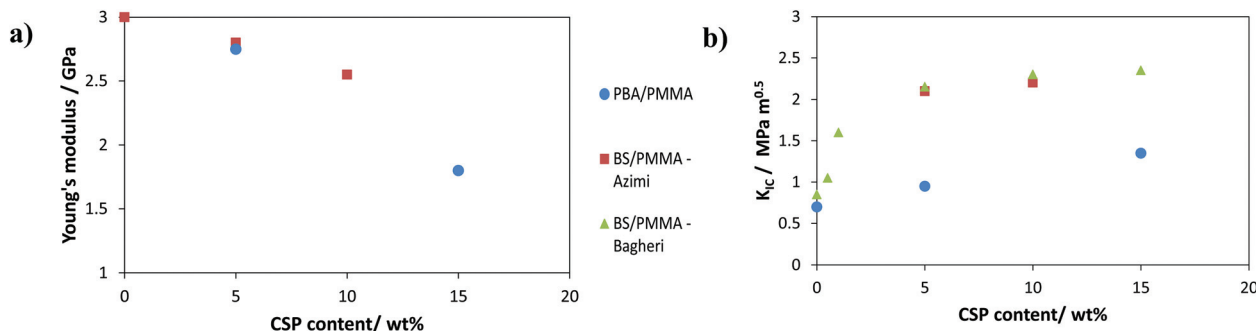 a)
3
2.5
2
1.5
1
Young's modulus / GPa
0 5 10 15 20
CSP content/ wt%
PBA/PMMA
BS/PMMA -
Azimi
BS/PMMA -
Bagheri
b)
3
2.5
2
1.5
1
0.5
0
K_IC / MPa m^0.5
0 5 10 15 20
CSP content/ wt%